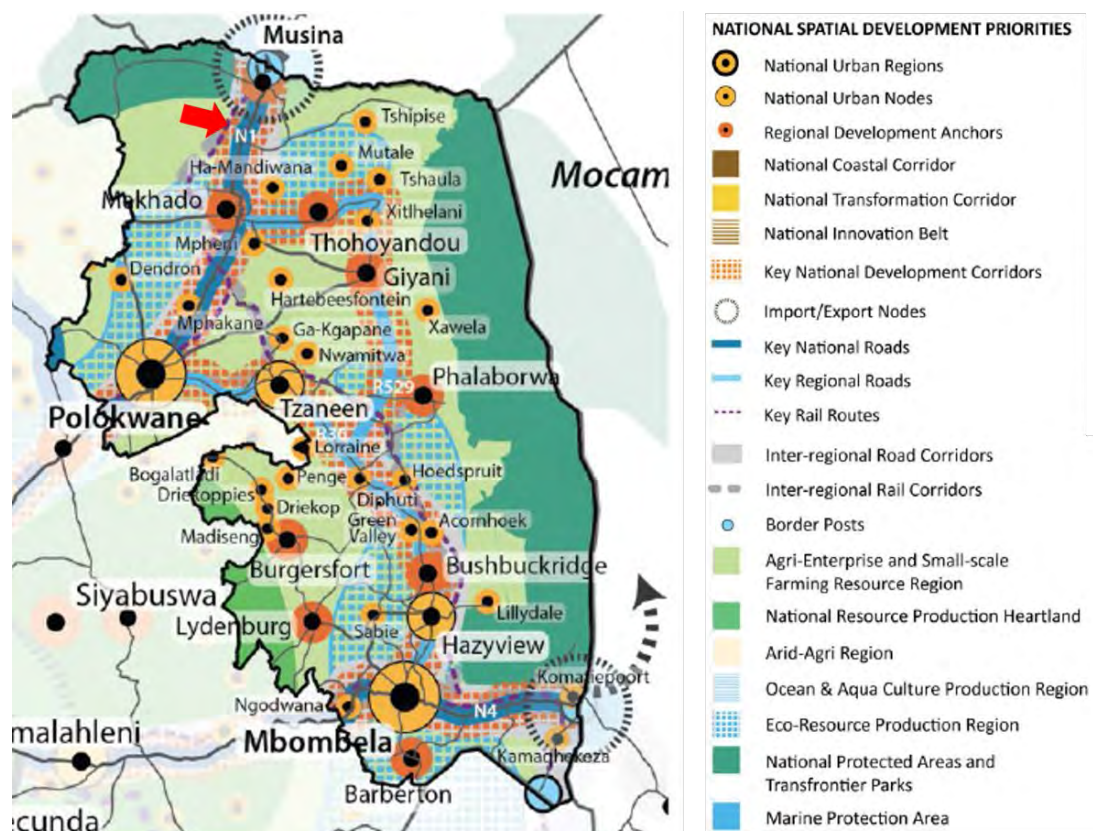 Musina
Tshipise
N1
Mutale
Ha-Mandiwana
Tshaula
Mocam
Makhado
Xitlhelani
Thohoyandou
Mpheni
Dendron
Giyani
Hartebeesfontein
Mphakane
Xawela
Ga-Kgapane
Nwamitwa
Phalaborwa
R529
Polokwane
Tzaneen
R36
Lorraine
Bogalatladi
Penge
Hoedspruit
Driekoppies
Diphuti
Driekop
Green
Valley
Acornhoek
Madiseng
Burgersfort
Bushbuckridge
Siyabuswa
Lillydale
Lydenburg
Sabie
Hazyview
Komatiepoort
Ngodwana
N4
malahleni
Mbombela
Kamaghekeza
Barberton
ecunda
NATIONAL SPATIAL DEVELOPMENT PRIORITIES
National Urban Regions
National Urban Nodes
Regional Development Anchors
National Coastal Corridor
National Transformation Corridor
National Innovation Belt
Key National Development Corridors
Import/Export Nodes
Key National Roads
Key Regional Roads
Key Rail Routes
Inter-regional Road Corridors
Inter-regional Rail Corridors
Border Posts
Agri-Enterprise and Small-scale
Farming Resource Region
National Resource Production Heartland
Arid-Agri Region
Ocean & Aqua Culture Production Region
Eco-Resource Production Region
National Protected Areas and
Transfrontier Parks
Marine Protection Area